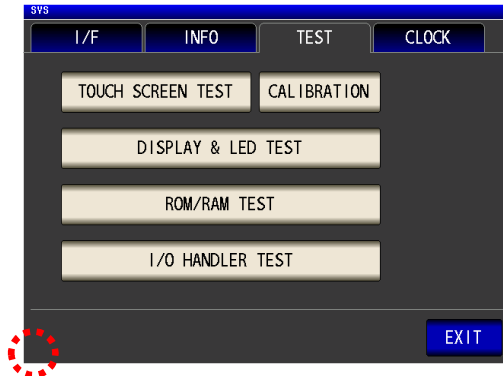 SYS
I/F INFO TEST CLOCK
TOUCH SCREEN TEST CALIBRATION
DISPLAY & LED TEST
ROM/RAM TEST
I/O HANDLER TEST
EXIT